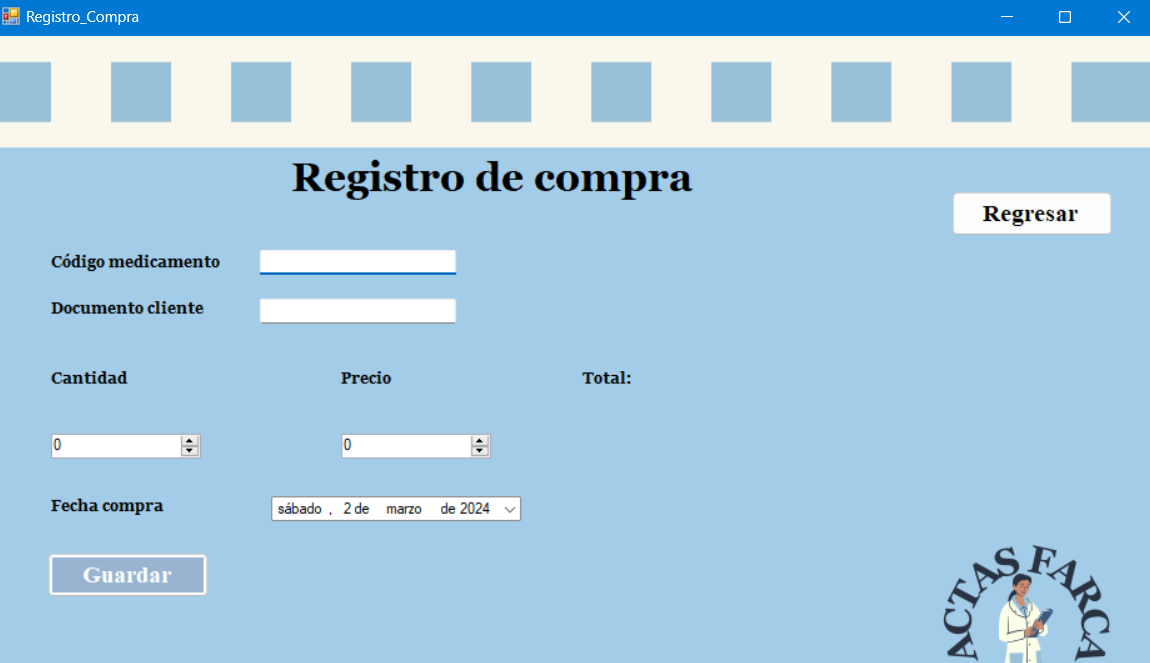 Registro_Compra
Registro de compra
Regresar
Código medicamento
Documento cliente
Cantidad
Precio
Total:
0
0
Fecha compra
sábado , 2 de marzo de 2024
Guardar
ACTAS FARCA